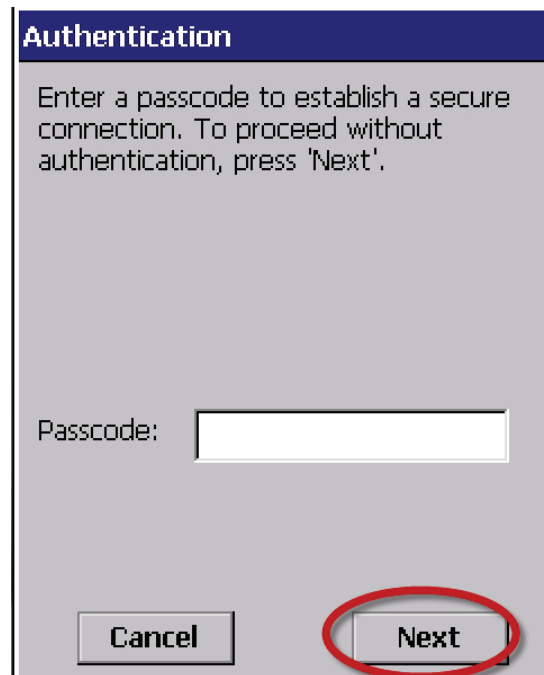 Authentication
Enter a passcode to establish a secure
connection. To proceed without
authentication, press 'Next'.
Passcode:
Cancel
Next